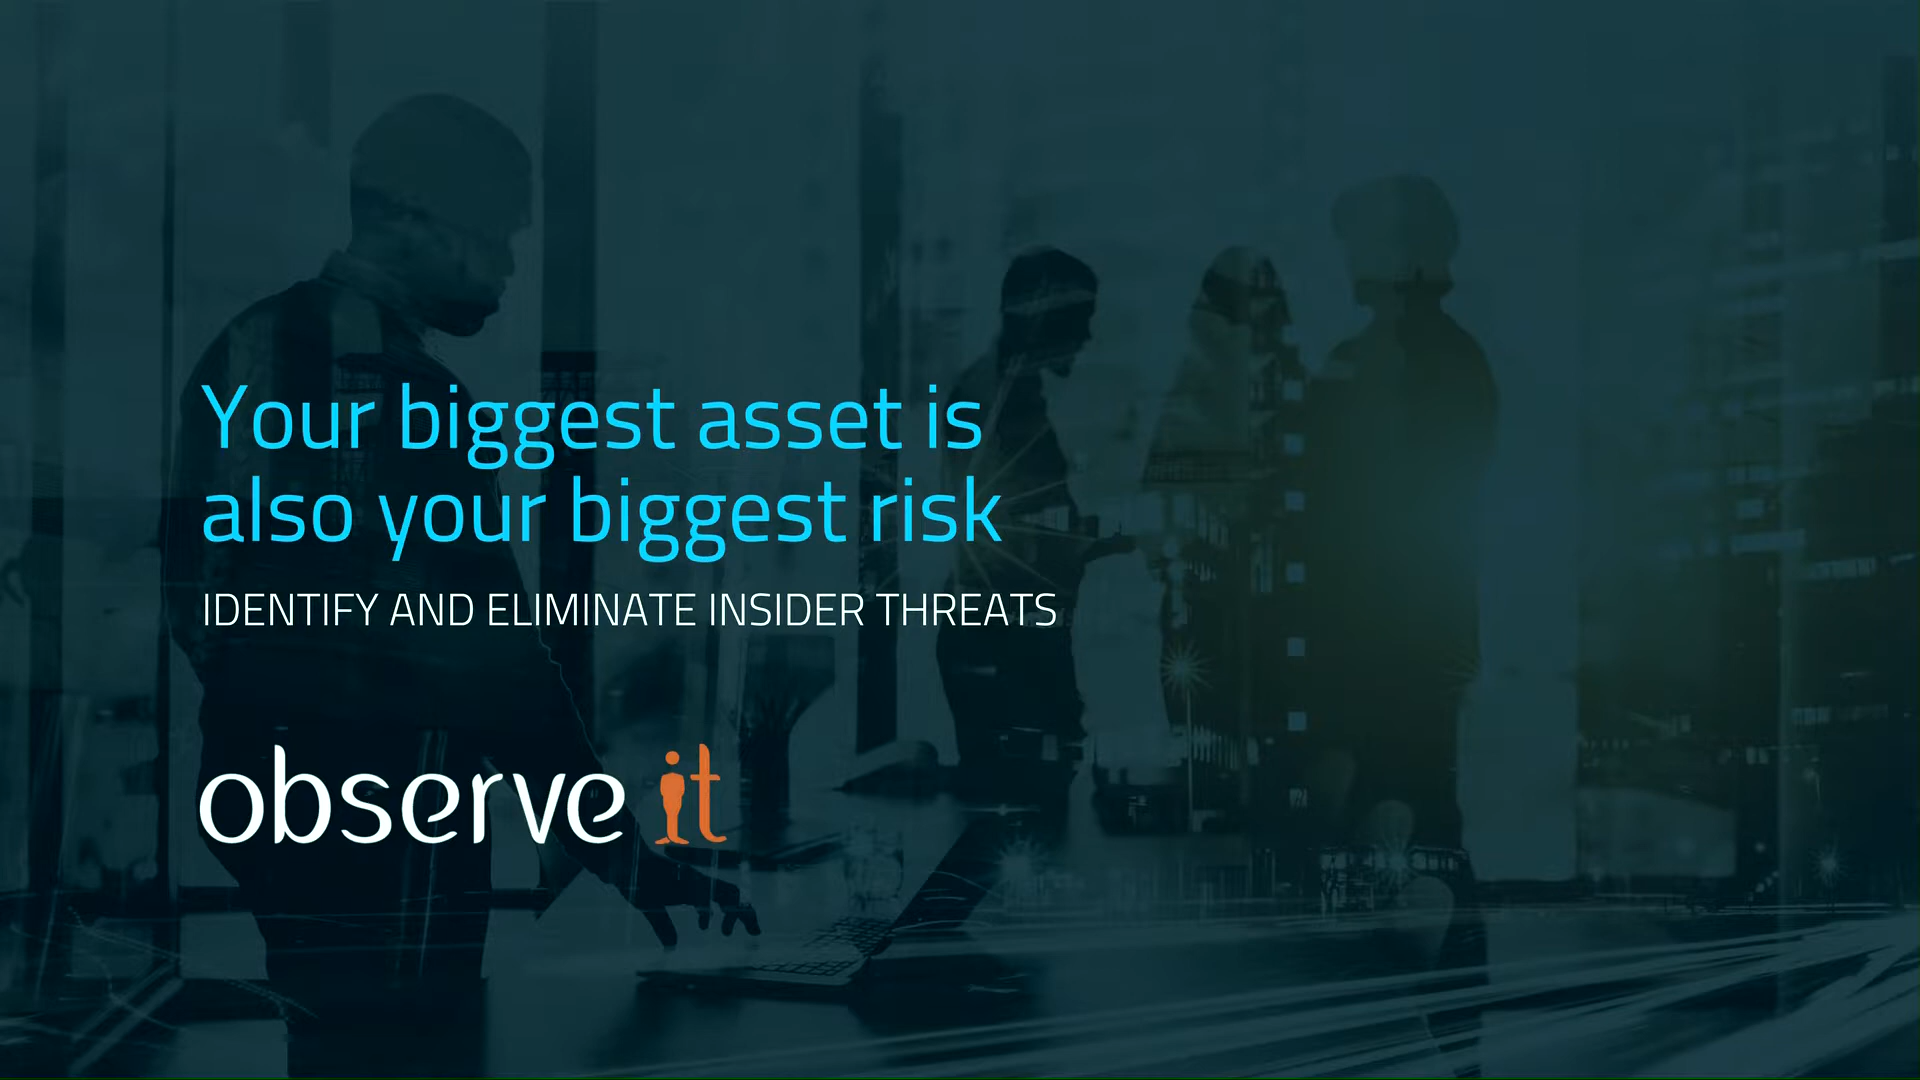 Your biggest asset is
also your biggest risk
IDENTIFY AND ELIMINATE INSIDER THREATS
observe it